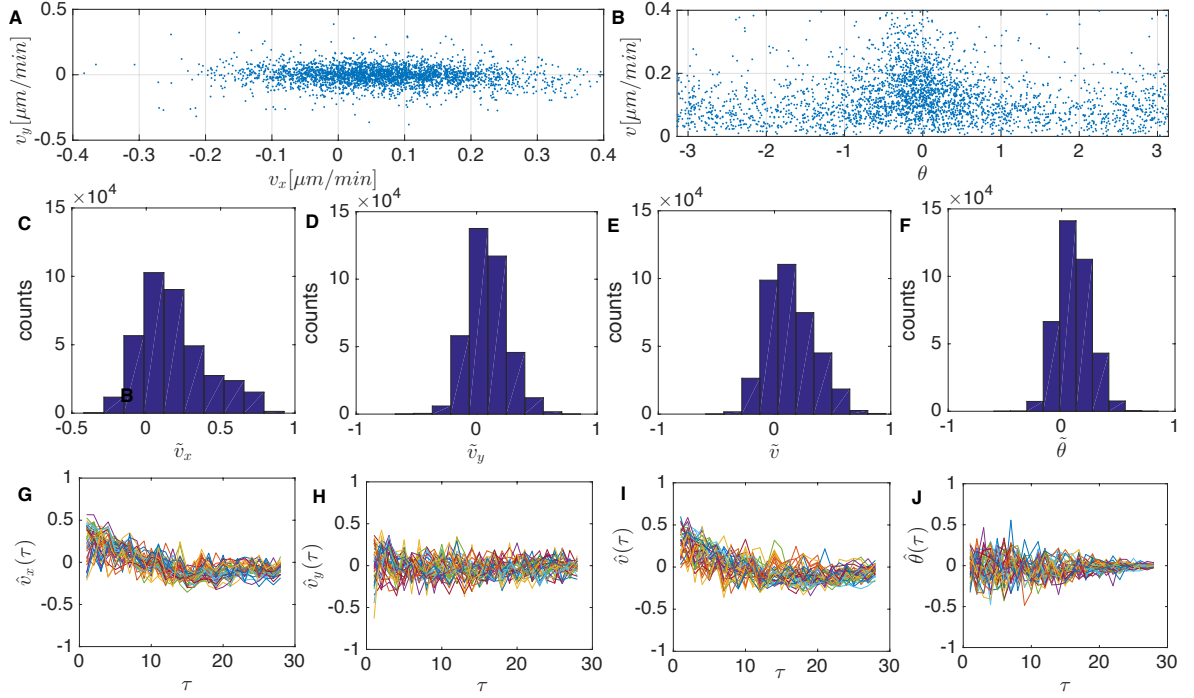 A
v_y[μm/min]
0.5
0
-0.5
-0.4 -0.3 -0.2 -0.1 0 0.1 0.2 0.3 0.4
v_x[μm/min]
B
v[μm/min]
0.4
0.2
0
-3 -2 -1 0 1 2 3
θ
C
×10^4
15
10
5
0
counts
B
-0.5 0 0.5 1
ṽ_x
D
×10^4
15
10
5
0
counts
-1 0 1
ṽ_y
E
×10^4
15
10
5
0
counts
-1 0 1
ṽ
F
×10^4
15
10
5
0
counts
-1 0 1
θ̃
G
1
0.5
0
-0.5
-1
v̂_x(τ)
0 10 20 30
τ
H
1
0.5
0
-0.5
-1
v̂_y(τ)
0 10 20 30
τ
I
1
0.5
0
-0.5
-1
v̂(τ)
0 10 20 30
τ
J
1
0.5
0
-0.5
-1
θ̂(τ)
0 10 20 30
τ